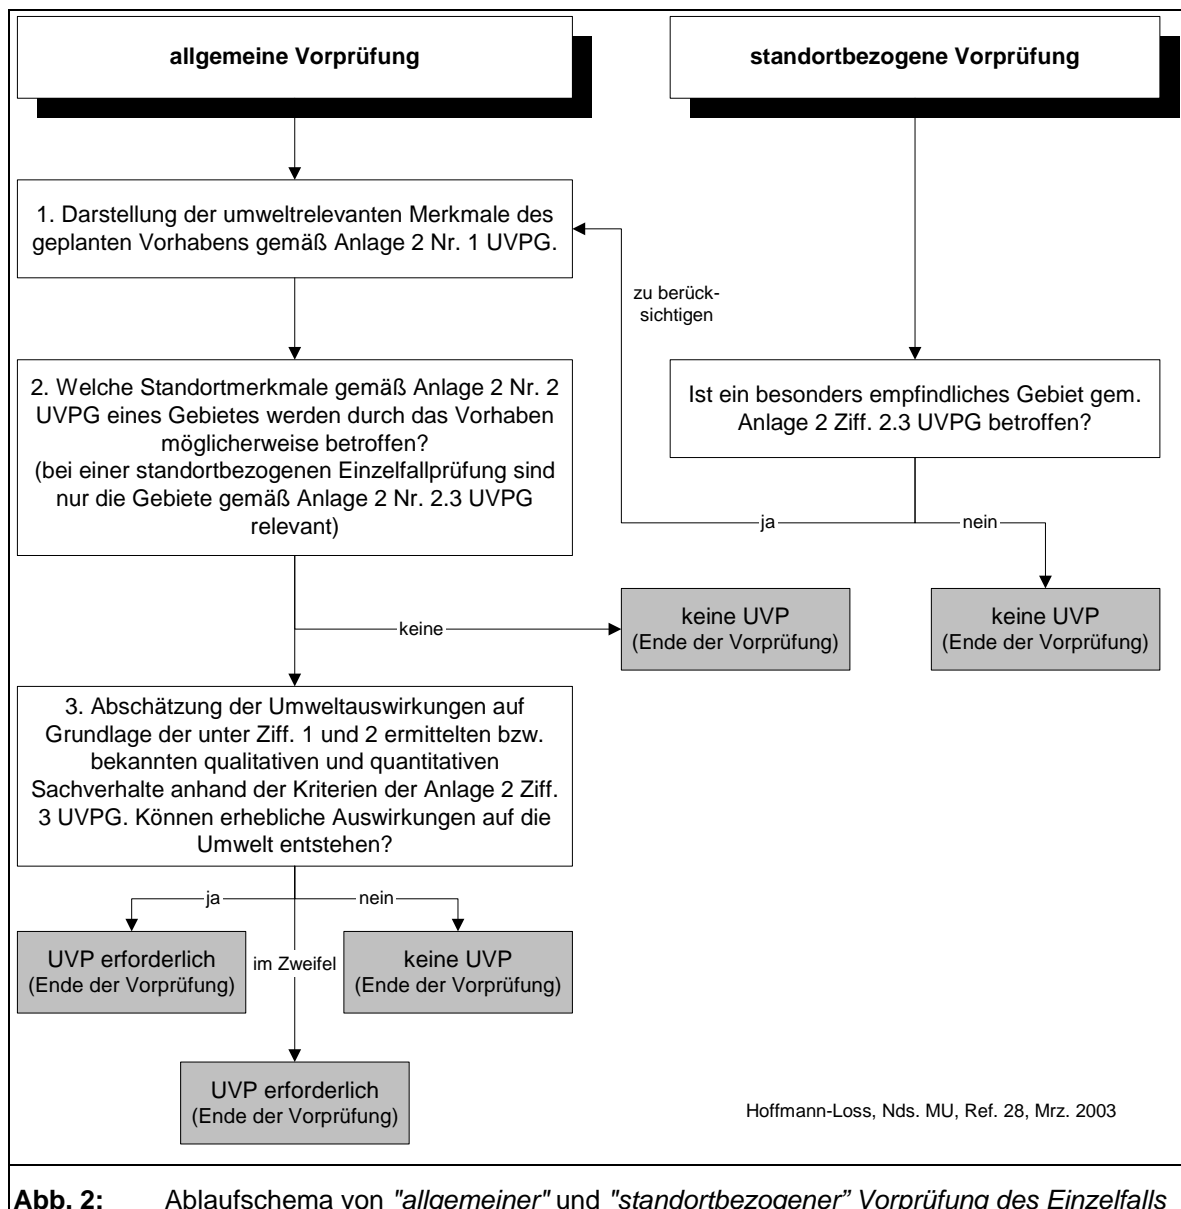 allgemeine Vorprüfung
standortbezogene Vorprüfung
1. Darstellung der umweltrelevanten Merkmale des
geplanten Vorhabens gemäß Anlage 2 Nr. 1 UVPG.
zu berück-
sichtigen
2. Welche Standortmerkmale gemäß Anlage 2 Nr. 2
UVPG eines Gebietes werden durch das Vorhaben
möglicherweise betroffen?
(bei einer standortbezogenen Einzelfallprüfung sind
nur die Gebiete gemäß Anlage 2 Nr. 2.3 UVPG
relevant)
Ist ein besonders empfindliches Gebiet gem.
Anlage 2 Ziff. 2.3 UVPG betroffen?
ja
nein
keine UVP
(Ende der Vorprüfung)
keine UVP
(Ende der Vorprüfung)
keine
3. Abschätzung der Umweltauswirkungen auf
Grundlage der unter Ziff. 1 und 2 ermittelten bzw.
bekannten qualitativen und quantitativen
Sachverhalte anhand der Kriterien der Anlage 2 Ziff.
3 UVPG. Können erhebliche Auswirkungen auf die
Umwelt entstehen?
ja
nein
UVP erforderlich
(Ende der Vorprüfung)
im Zweifel
keine UVP
(Ende der Vorprüfung)
UVP erforderlich
(Ende der Vorprüfung)
Hoffmann-Loss, Nds. MU, Ref. 28, Mrz. 2003
Abb. 2: Ablaufschema von "allgemeiner" und "standortbezogener” Vorprüfung des Einzelfalls